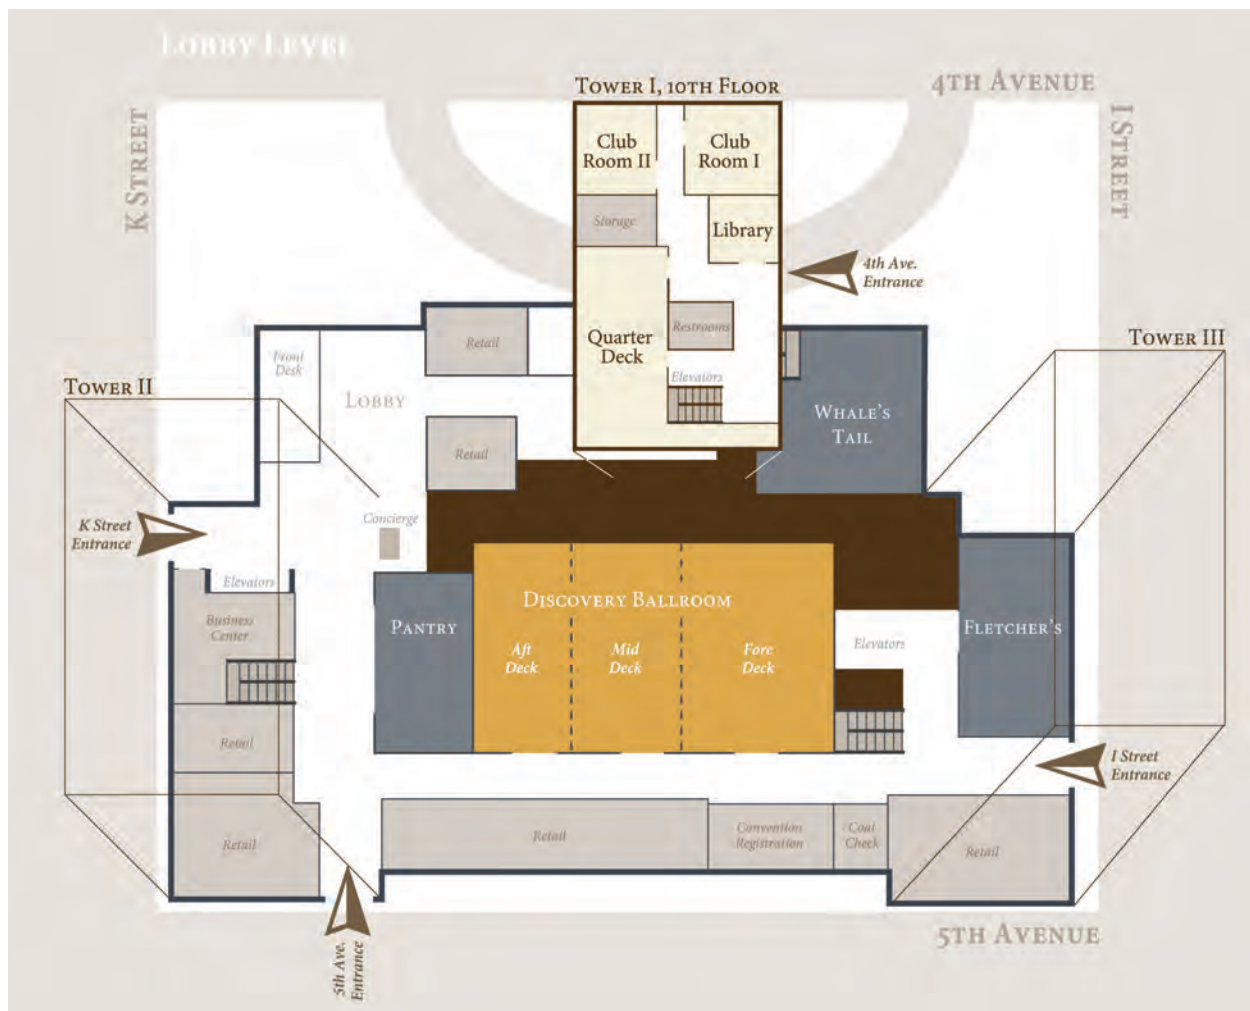 Lobby Level
Tower I, 10th Floor
4th Avenue
K Street
I Street
Club
Room II
Club
Room I
Storage
Library
4th Ave.
Entrance
Quarter
Deck
Restrooms
Elevators
Retail
Front
Desk
Lobby
Tower II
Tower III
Whale's
Tail
Retail
K Street
Entrance
Concierge
Elevators
Business
Center
Pantry
Discovery Ballroom
Aft
Deck
Mid
Deck
Fore
Deck
Elevators
Fletcher's
Retail
I Street
Entrance
Retail
Retail
Convention
Registration
Coat
Check
Retail
5th Ave.
Entrance
5th Avenue